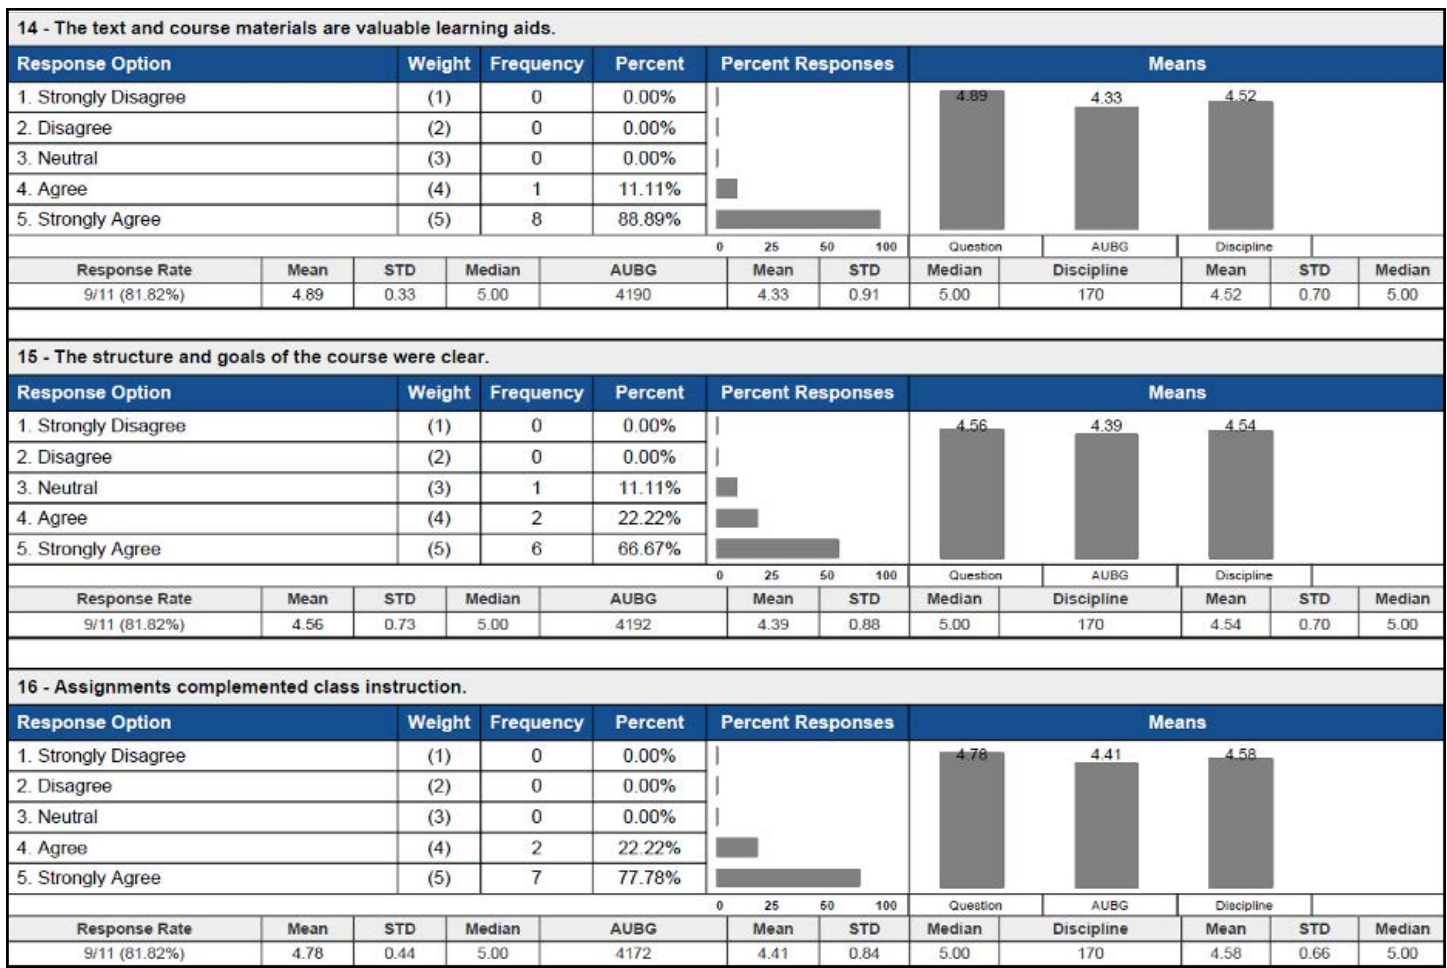 14 - The text and course materials are valuable learning aids.
Response Option Weight Frequency Percent Percent Responses Means
1. Strongly Disagree (1) 0 0.00% 4.89 4.33 4.52
2. Disagree (2) 0 0.00%
3. Neutral (3) 0 0.00%
4. Agree (4) 1 11.11%
5. Strongly Agree (5) 8 88.89%
0 25 50 100 Question AUBG Discipline
Response Rate Mean STD Median AUBG Mean STD Median Discipline Mean STD Median
9/11 (81.82%) 4.89 0.33 5.00 4190 4.33 0.91 5.00 170 4.52 0.70 5.00
15 - The structure and goals of the course were clear.
Response Option Weight Frequency Percent Percent Responses Means
1. Strongly Disagree (1) 0 0.00% 4.56 4.39 4.54
2. Disagree (2) 0 0.00%
3. Neutral (3) 1 11.11%
4. Agree (4) 2 22.22%
5. Strongly Agree (5) 6 66.67%
0 25 50 100 Question AUBG Discipline
Response Rate Mean STD Median AUBG Mean STD Median Discipline Mean STD Median
9/11 (81.82%) 4.56 0.73 5.00 4192 4.39 0.88 5.00 170 4.54 0.70 5.00
16 - Assignments complemented class instruction.
Response Option Weight Frequency Percent Percent Responses Means
1. Strongly Disagree (1) 0 0.00% 4.78 4.41 4.58
2. Disagree (2) 0 0.00%
3. Neutral (3) 0 0.00%
4. Agree (4) 2 22.22%
5. Strongly Agree (5) 7 77.78%
0 25 50 100 Question AUBG Discipline
Response Rate Mean STD Median AUBG Mean STD Median Discipline Mean STD Median
9/11 (81.82%) 4.78 0.44 5.00 4172 4.41 0.84 5.00 170 4.58 0.66 5.00